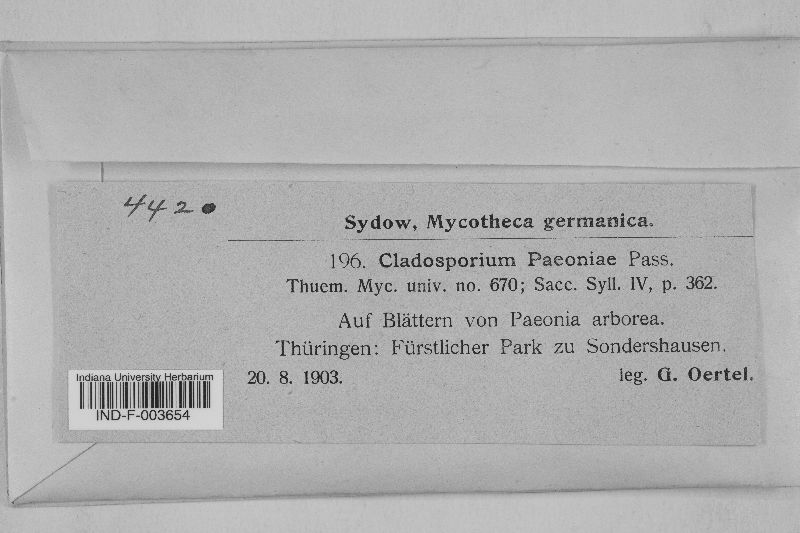 442
Sydow, Mycotheca germanica.
196. Cladosporium Paeoniae Pass.
Thuem. Myc. univ. no. 670; Sacc. Syll. IV, p. 362.
Auf Blättern von Paeonia arborea.
Thüringen: Fürstlicher Park zu Sondershausen.
20. 8. 1903. leg. G. Oertel.
Indiana University Herbarium
IND-F-003654